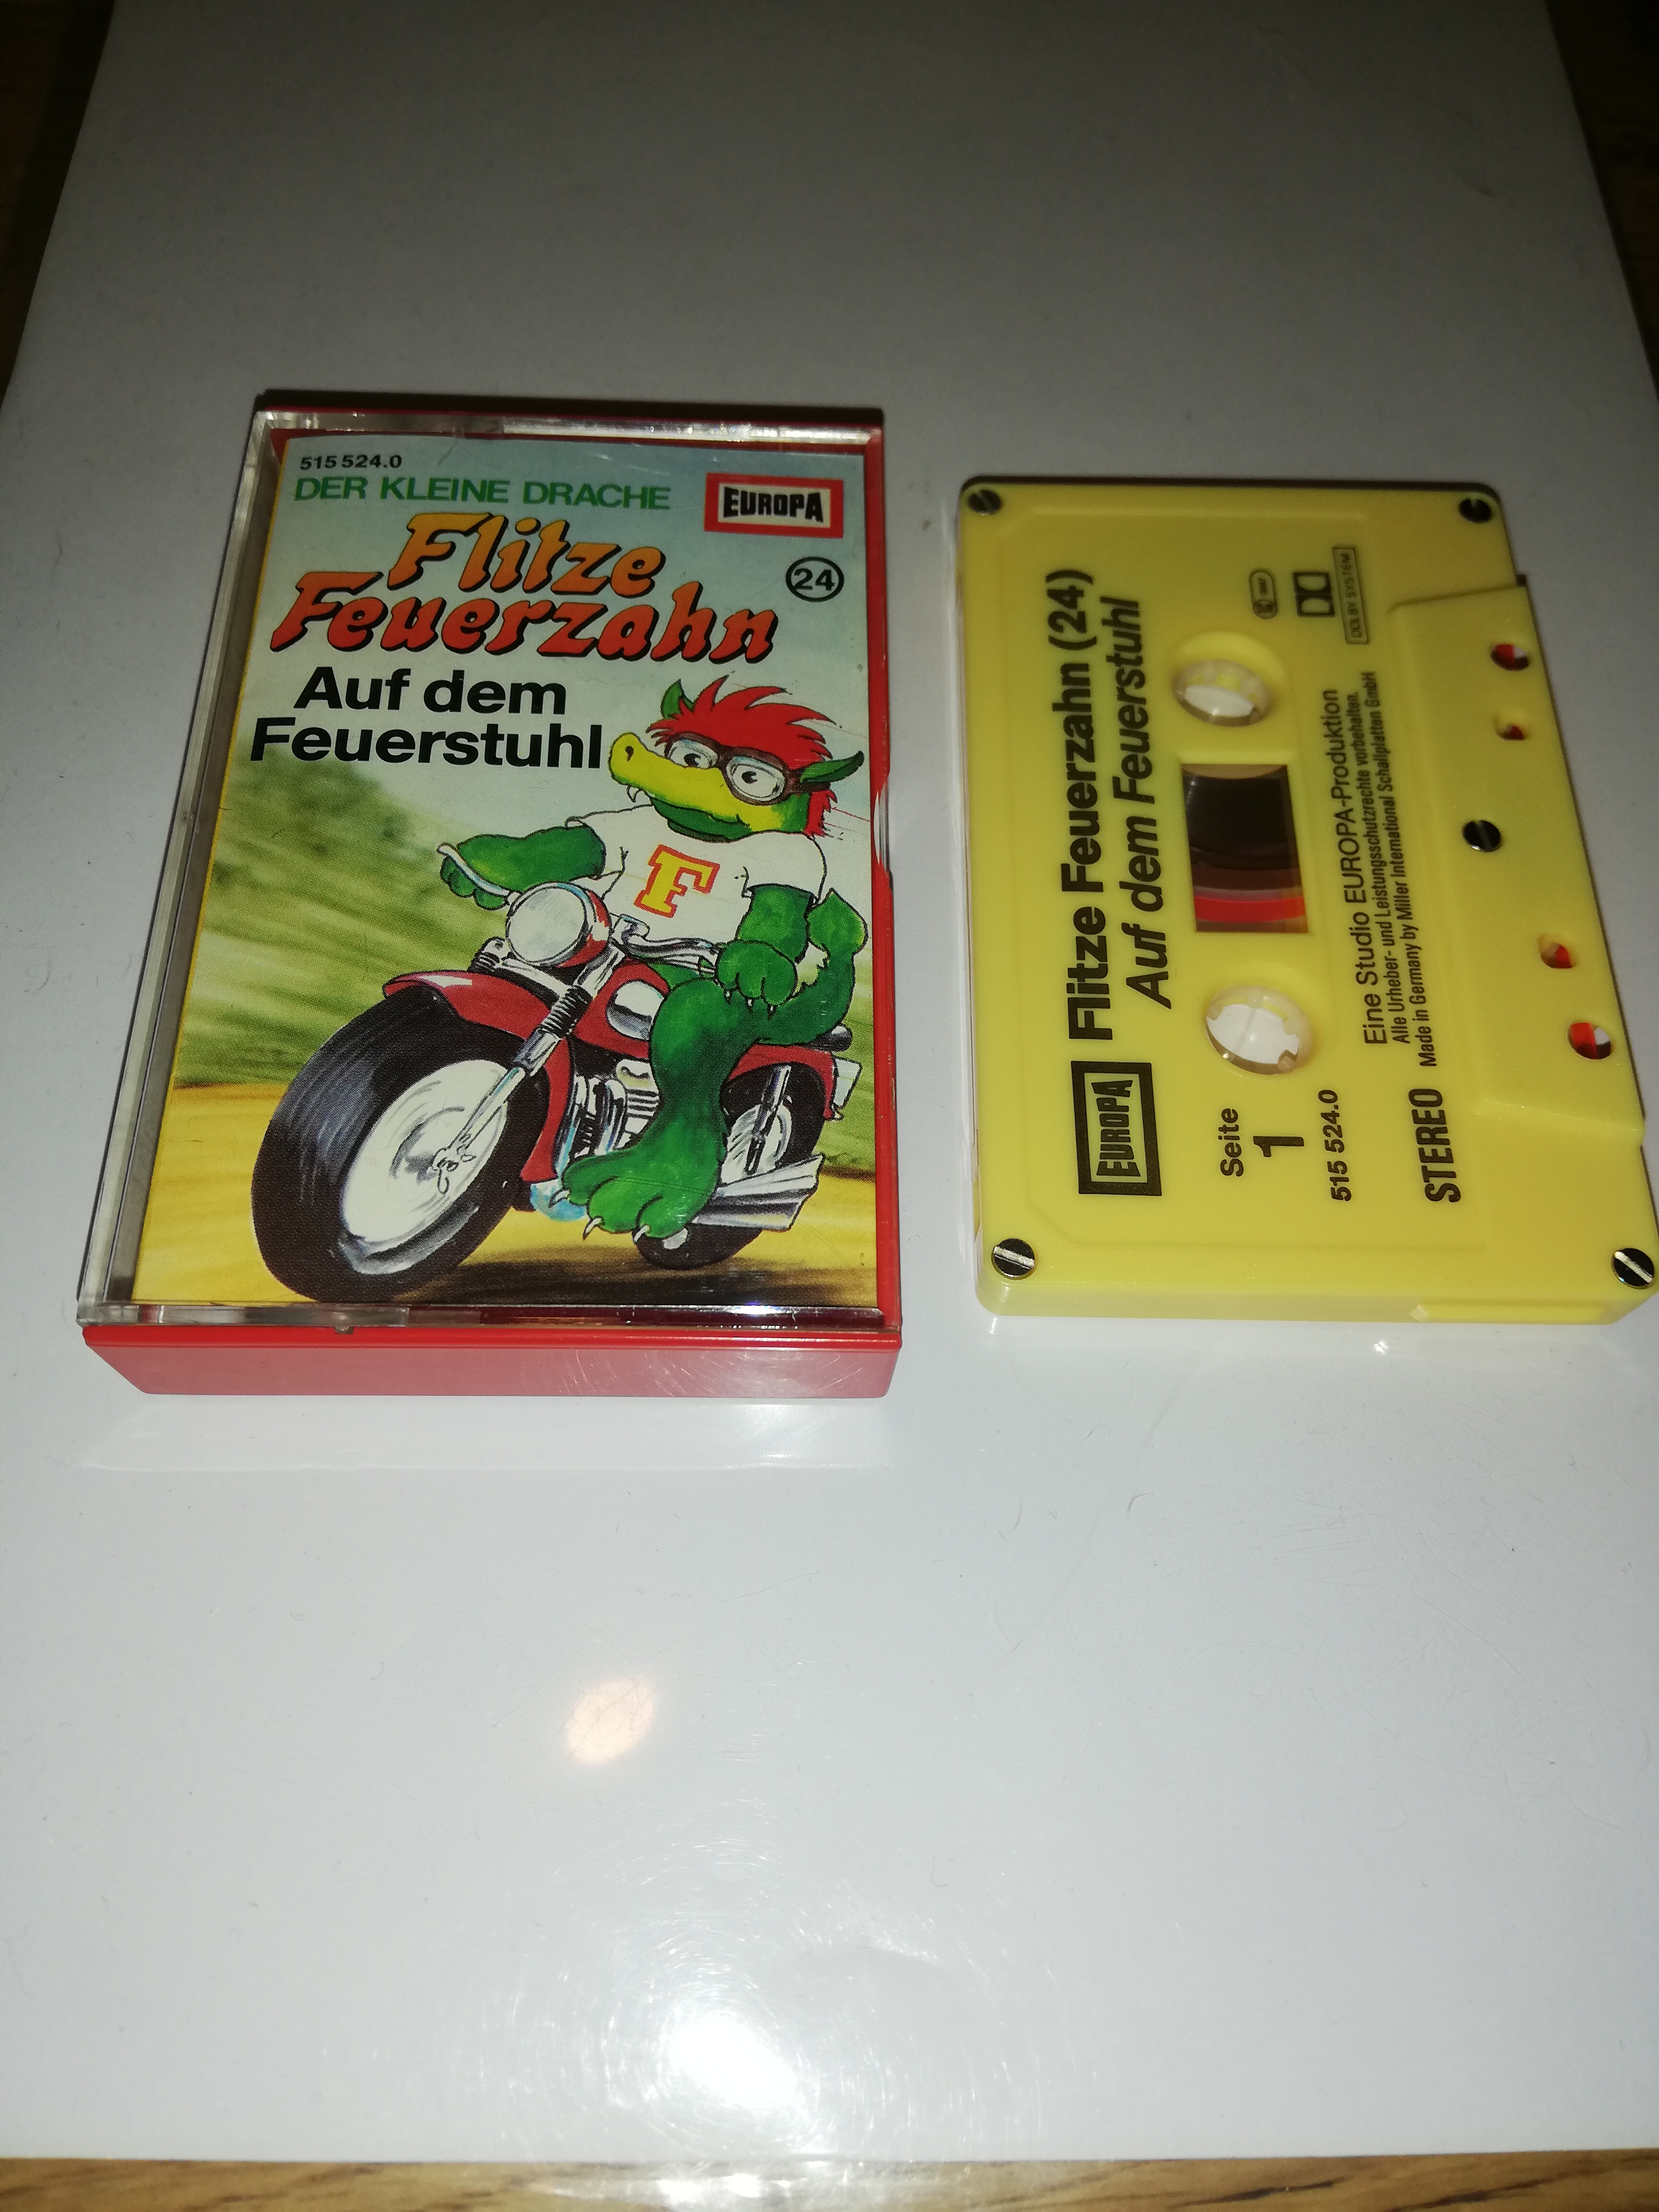 515 524.0
DER KLEINE DRACHE
EUROPA
Flitze
Feuerzahn
24
Auf dem
Feuerstuhl
F
EUROPA
Flitze Feuerzahn (24)
Auf dem Feuerstuhl
Seite
1
515 524.0
STEREO
Eine Studio EUROPA-Produktion
Alle Urheber- und Leistungsschutzrechte vorbehalten.
Made in Germany by Miller International Schallplatten GmbH
DOLBY SYSTEM